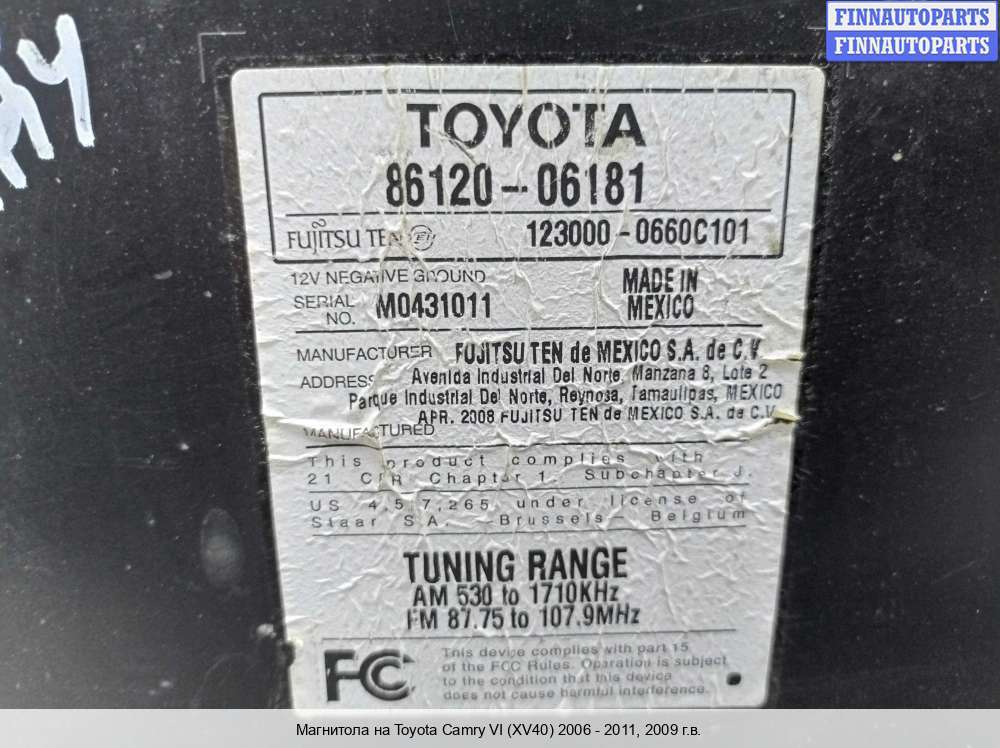 FINNAUTOPARTS
FINNAUTOPARTS
TOYOTA
86120-06181
FUJITSU TEN
123000-0660C101
12V NEGATIVE GROUND
SERIAL NO. M0431011
MADE IN MEXICO
MANUFACTURER FUJITSU TEN de MEXICO S.A. de C.V.
ADDRESS Avenida Industrial Del Norte, Manzana 8, Lote 2
Parque Industrial Del Norte, Reynosa, Tamaulipas, MEXICO
APR. 2008 FUJITSU TEN de MEXICO S.A. de C.V.
MANUFACTURED
This product complies with
21 CFR Chapter 1, Subchapter J.
US 4,5 7,265 under license of
Staar S.A. Brussels Belgium
TUNING RANGE
AM 530 to 1710KHz
FM 87.75 to 107.9MHz
FC
This device complies with part 15
of the FCC Rules. Operation is subject
to the condition that this device
does not cause harmful interference.
Магнитола на Toyota Camry VI (XV40) 2006 - 2011, 2009 г.в.